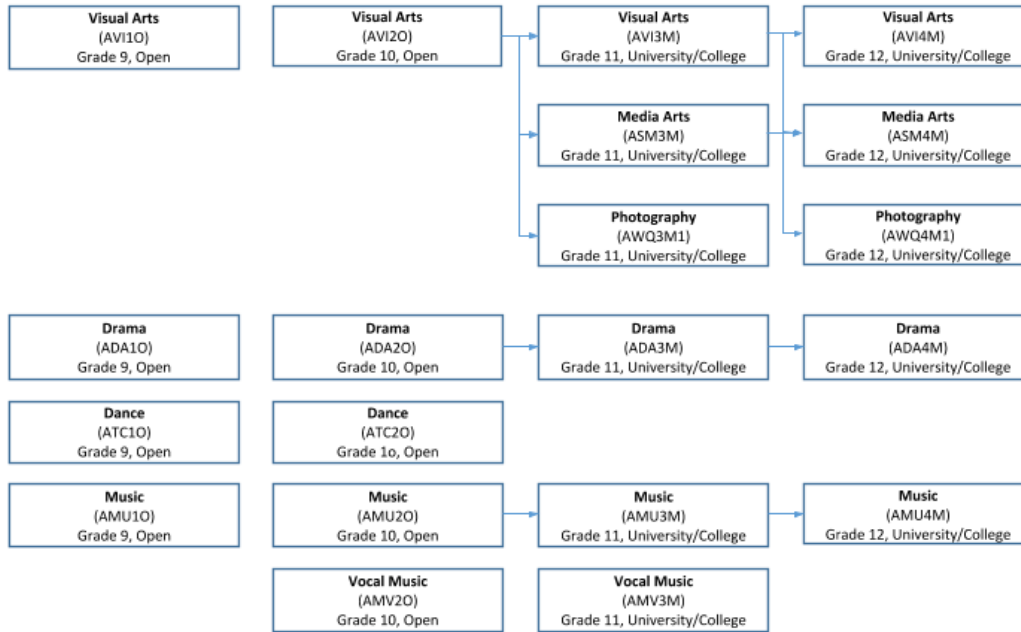 Visual Arts
(AVI1O)
Grade 9, Open
Visual Arts
(AVI2O)
Grade 10, Open
Visual Arts
(AVI3M)
Grade 11, University/College
Visual Arts
(AVI4M)
Grade 12, University/College
Media Arts
(ASM3M)
Grade 11, University/College
Media Arts
(ASM4M)
Grade 12, University/College
Photography
(AWQ3M1)
Grade 11, University/College
Photography
(AWQ4M1)
Grade 12, University/College
Drama
(ADA1O)
Grade 9, Open
Drama
(ADA2O)
Grade 10, Open
Drama
(ADA3M)
Grade 11, University/College
Drama
(ADA4M)
Grade 12, University/College
Dance
(ATC1O)
Grade 9, Open
Dance
(ATC2O)
Grade 1o, Open
Music
(AMU1O)
Grade 9, Open
Music
(AMU2O)
Grade 10, Open
Music
(AMU3M)
Grade 11, University/College
Music
(AMU4M)
Grade 12, University/College
Vocal Music
(AMV2O)
Grade 10, Open
Vocal Music
(AMV3M)
Grade 11, University/College